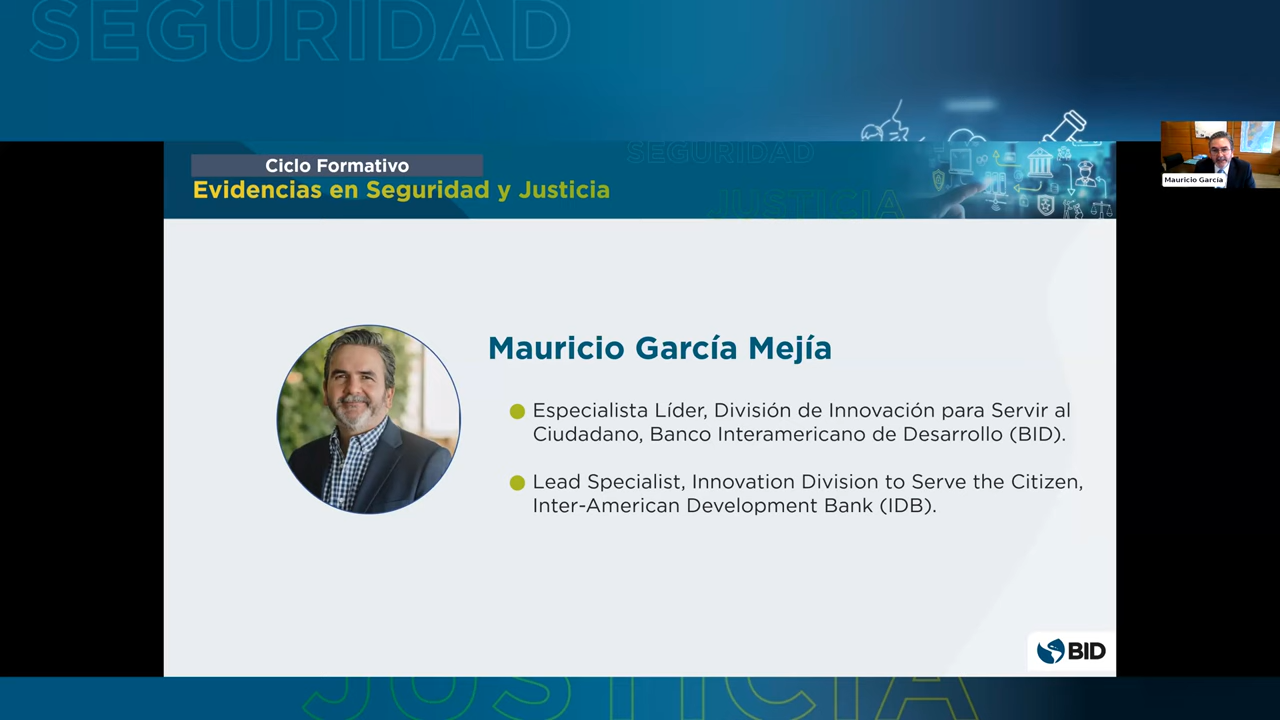 SEGURIDAD
Ciclo Formativo
SEGURIDAD
Evidencias en Seguridad y Justicia
JUSTICIA
Mauricio García
Mauricio García Mejía
Especialista Líder, División de Innovación para Servir al
Ciudadano, Banco Interamericano de Desarrollo (BID).
Lead Specialist, Innovation Division to Serve the Citizen,
Inter-American Development Bank (IDB).
BID
JUSTICIA